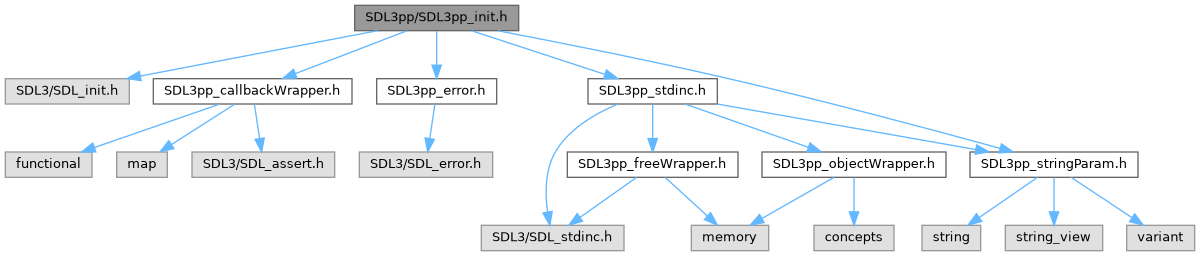 SDL3pp/SDL3pp_init.h
SDL3/SDL_init.h
SDL3pp_callbackWrapper.h
SDL3pp_error.h
SDL3pp_stdinc.h
functional
map
SDL3/SDL_assert.h
SDL3/SDL_error.h
SDL3pp_freeWrapper.h
SDL3pp_objectWrapper.h
SDL3pp_stringParam.h
SDL3/SDL_stdinc.h
memory
concepts
string
string_view
variant